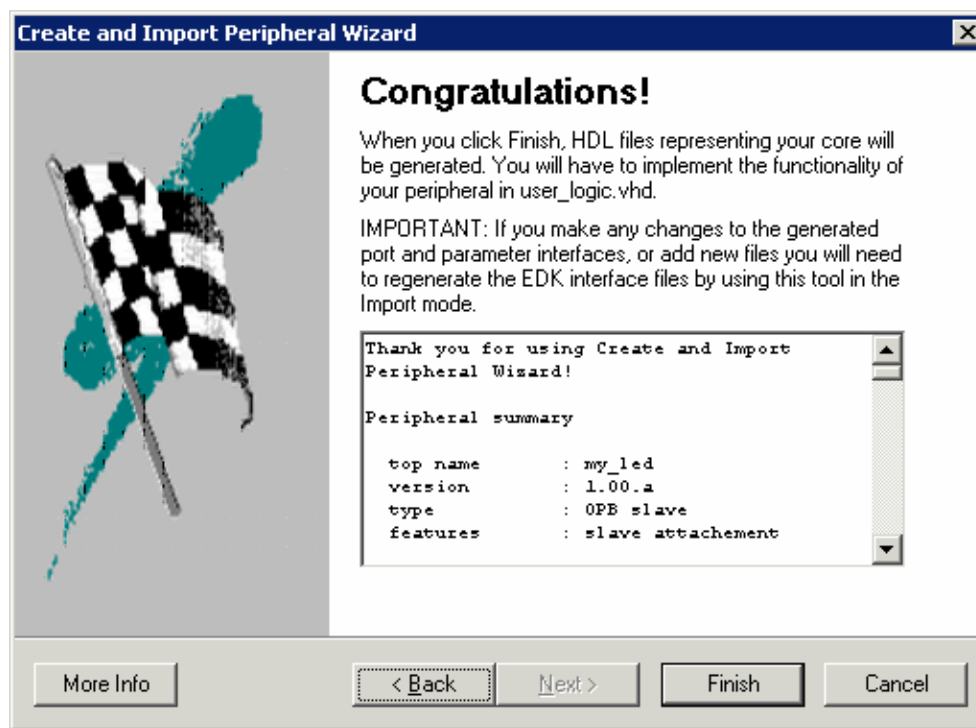 Create and Import Peripheral Wizard
Congratulations!
When you click Finish, HDL files representing your core will
be generated. You will have to implement the functionality of
your peripheral in user_logic.vhd.
IMPORTANT: If you make any changes to the generated
port and parameter interfaces, or add new files you will need
to regenerate the EDK interface files by using this tool in the
Import mode.
Thank you for using Create and Import
Peripheral Wizard!
Peripheral summary
top name : my_led
version : 1.00.a
type : OPB slave
features : slave attachement
More Info
< Back
Next >
Finish
Cancel